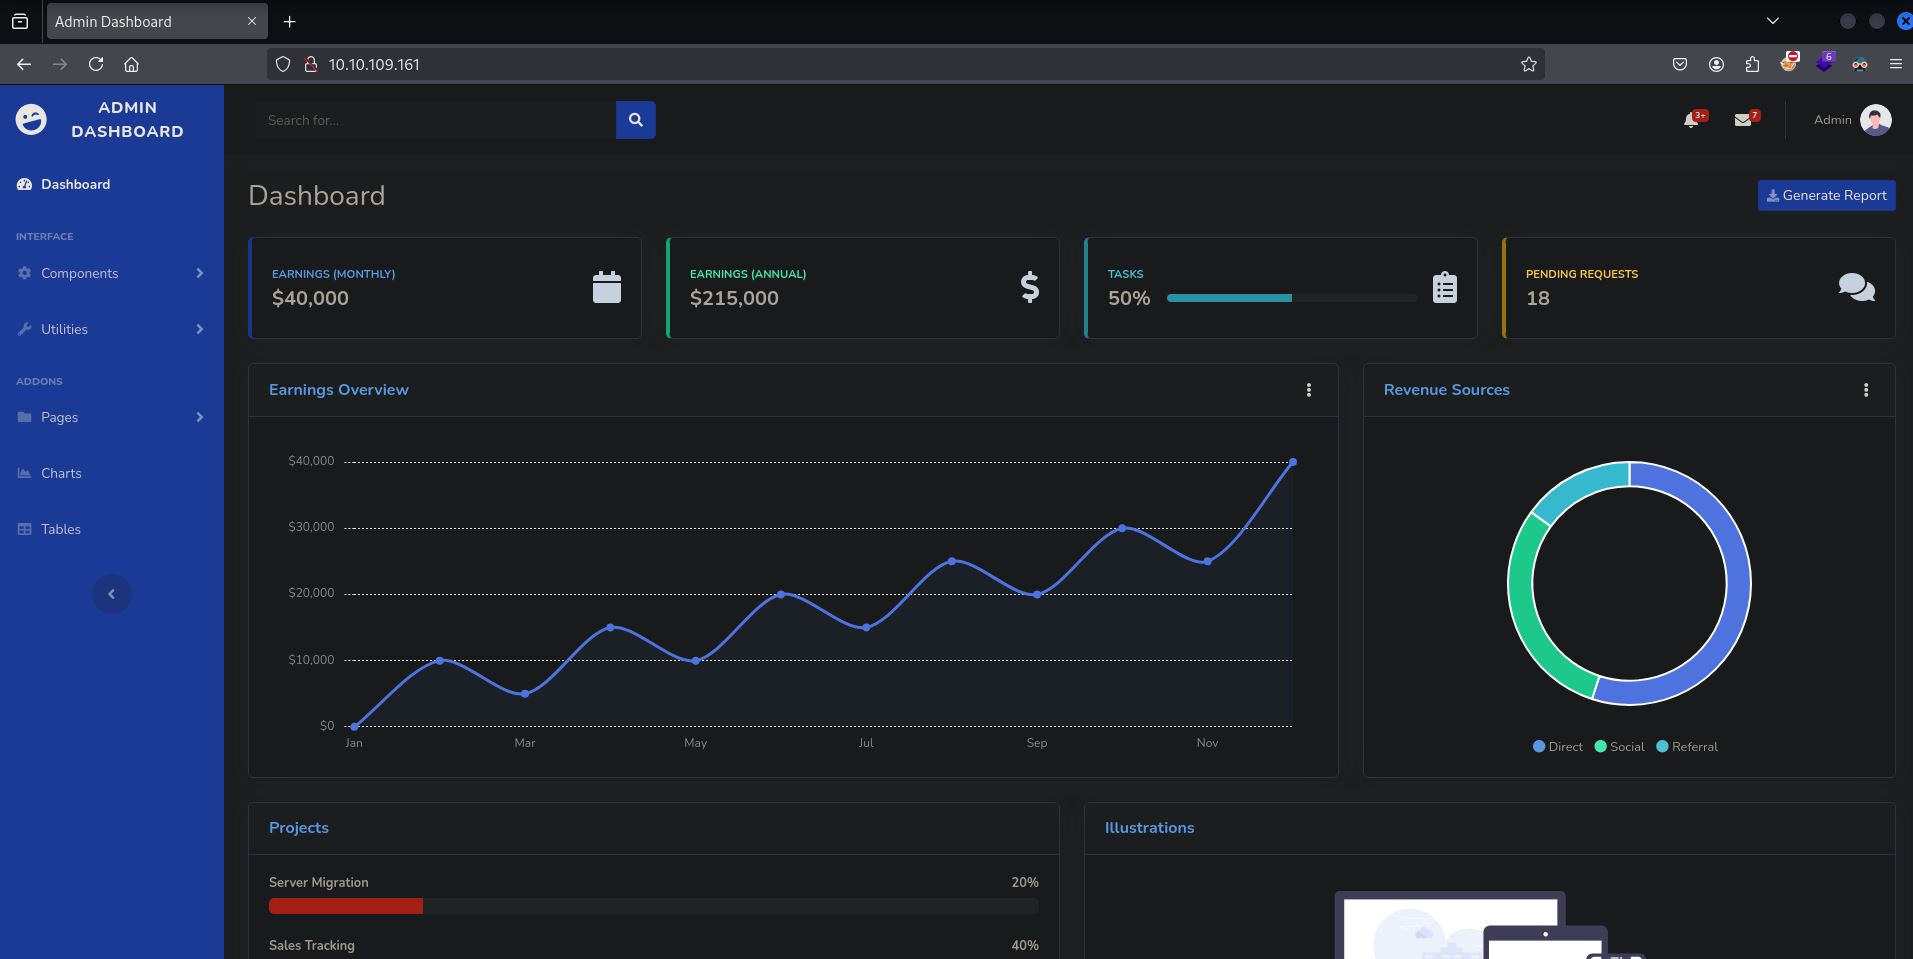 Admin Dashboard
10.10.109.161
6
ADMIN
DASHBOARD
Search for...
3+
7
Admin
Dashboard
Dashboard
Generate Report
INTERFACE
Components
Utilities
ADDONS
Pages
Charts
Tables
EARNINGS (MONTHLY)
$40,000
EARNINGS (ANNUAL)
$215,000
TASKS
50%
PENDING REQUESTS
18
Earnings Overview
$40,000
$30,000
$20,000
$10,000
$0
Jan
Mar
May
Jul
Sep
Nov
Revenue Sources
Direct
Social
Referral
Projects
Server Migration
20%
Sales Tracking
40%
Illustrations